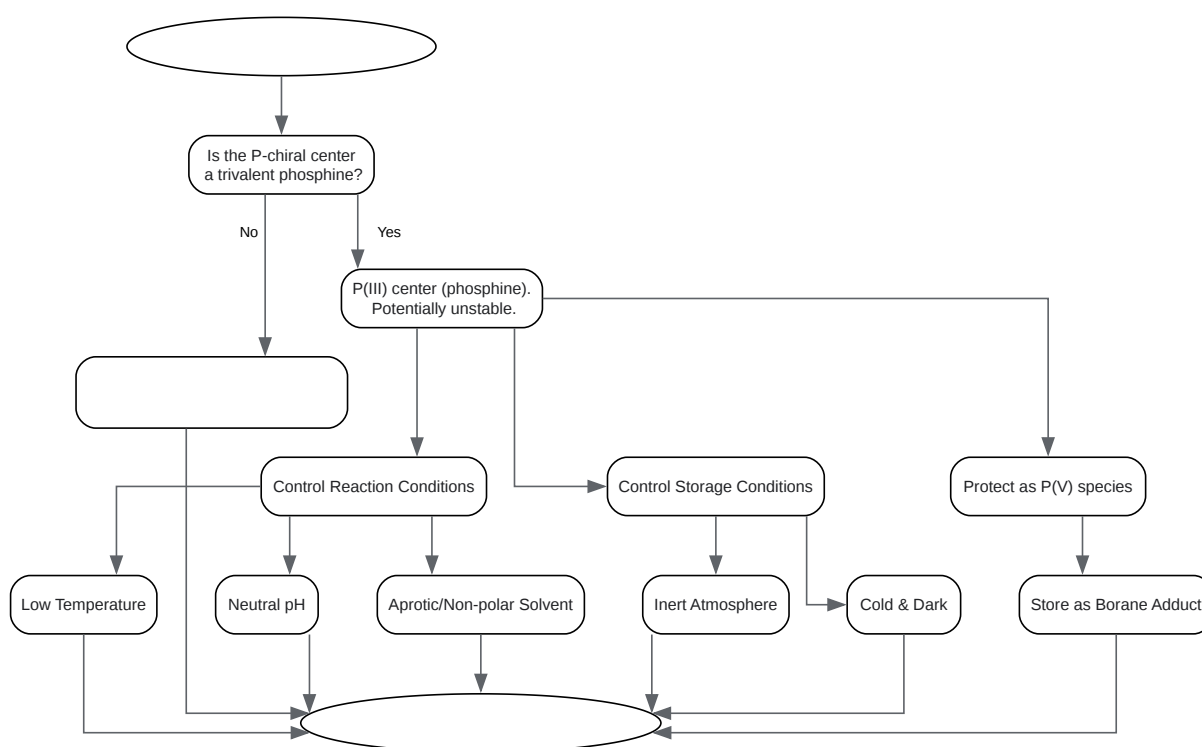 Is the P-chiral center
a trivalent phosphine?
No
Yes
P(III) center (phosphine).
Potentially unstable.
Control Reaction Conditions
Control Storage Conditions
Protect as P(V) species
Low Temperature
Neutral pH
Aprotic/Non-polar Solvent
Inert Atmosphere
Cold & Dark
Store as Borane Adduct